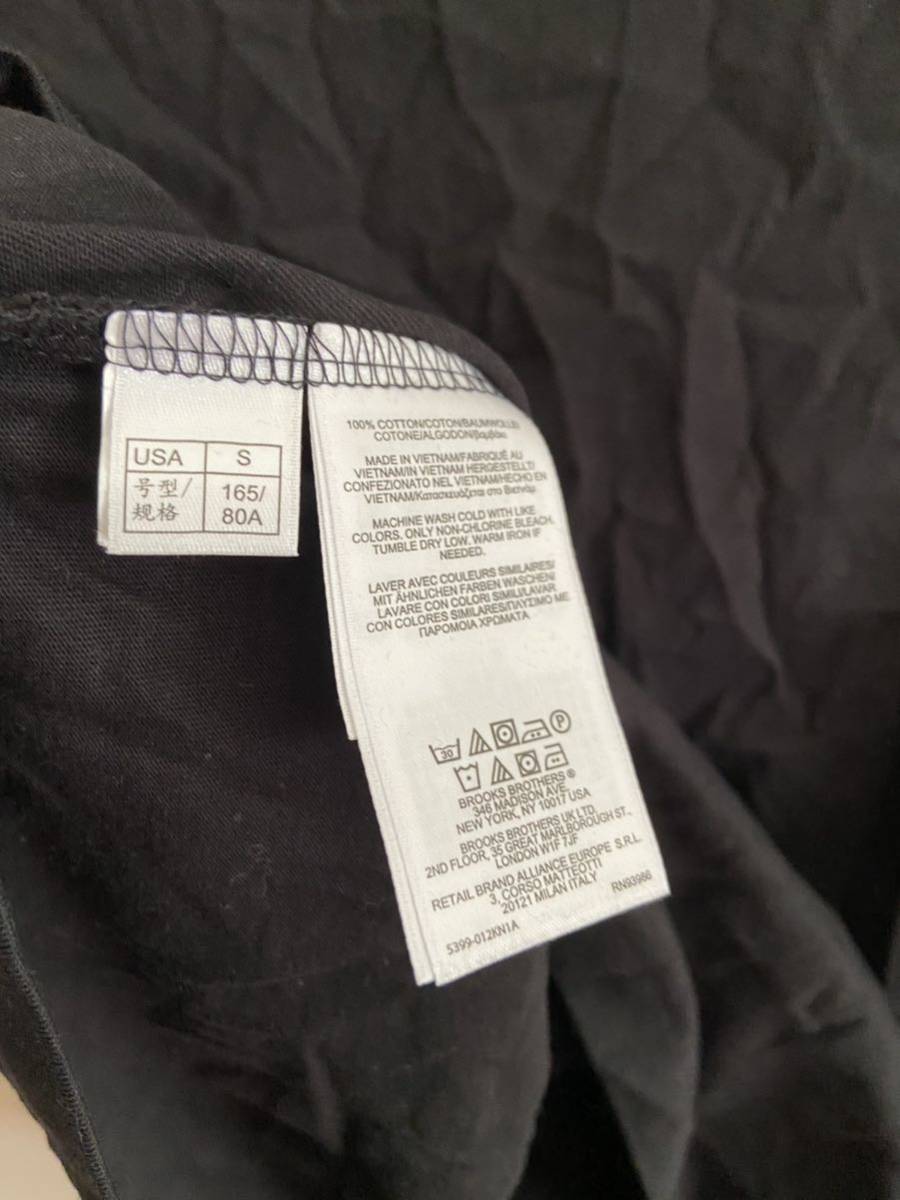 USA S
号型/ 165/
规格 80A
100% COTTON/COTON/BAUMWOLLE/
COTONE/ALGODON/βαμβάκι
MADE IN VIETNAM/FABRIQUÉ AU
VIETNAM/IN VIETNAM HERGESTELLT/
CONFEZIONATO NEL VIETNAM/HECHO EN
VIETNAM/Κατασκευάζεται στο Βιετνάμ
MACHINE WASH COLD WITH LIKE
COLORS. ONLY NON-CHLORINE BLEACH.
TUMBLE DRY LOW. WARM IRON IF
NEEDED.
LAVER AVEC COULEURS SIMILAIRES/
MIT ÄHNLICHEN FARBEN WASCHEN/
LAVARE CON COLORI SIMILI/LAVAR
CON COLORES SIMILARES/ΠΛΥΣΙΜΟ ΜΕ
ΠΑΡΟΜΟΙΑ ΧΡΩΜΑΤΑ
30 P
BROOKS BROTHERS ®
346 MADISON AVE.
NEW YORK, NY 10017 USA
BROOKS BROTHERS UK LTD.
2ND FLOOR, 35 GREAT MARLBOROUGH ST.,
LONDON W1F 7JF
RETAIL BRAND ALLIANCE EUROPE S.R.L.
3, CORSO MATTEOTTI
20121 MILAN ITALY
RN93966
5399-012KN1A